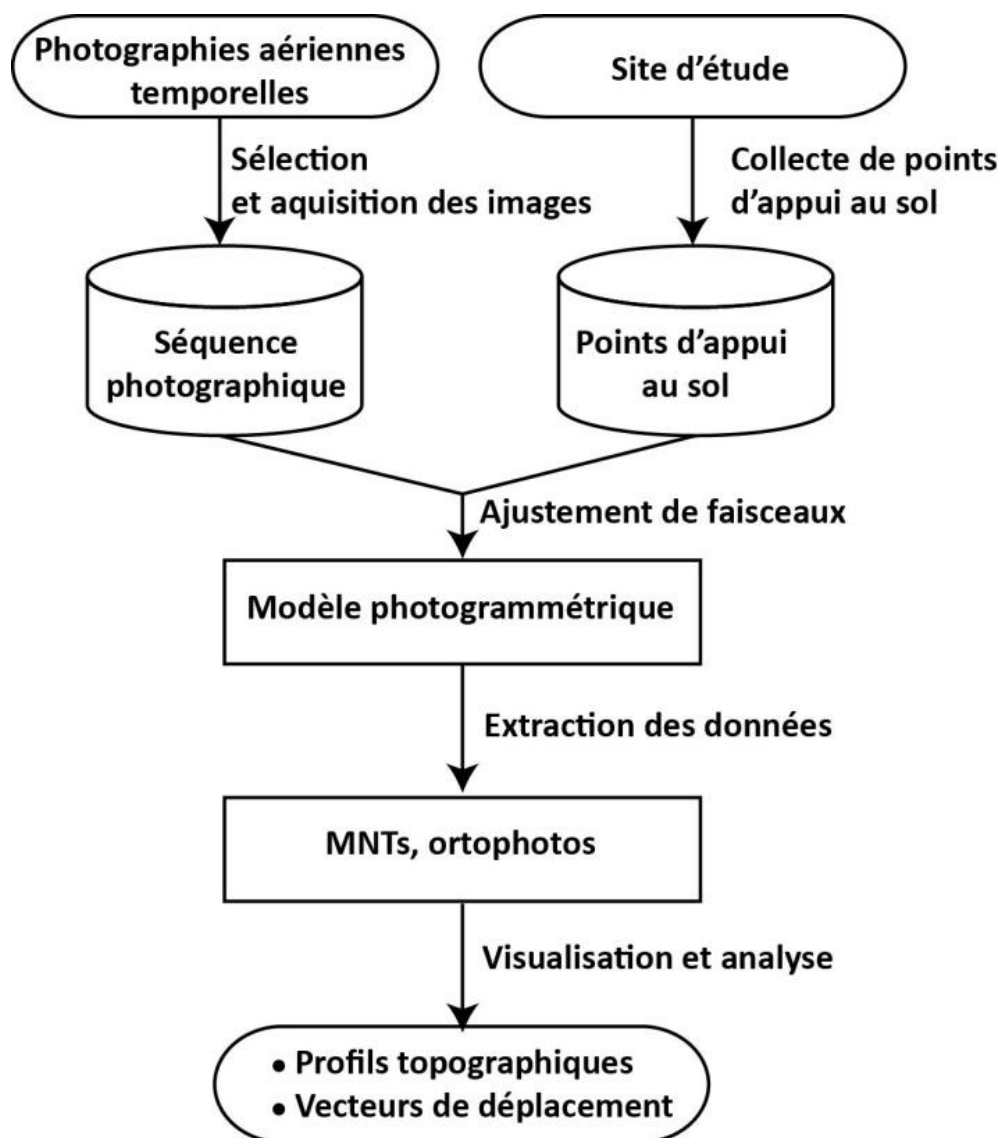 Photographies aériennes
temporelles
Site d’étude
Sélection
et aquisition des images
Collecte de points
d’appui au sol
Séquence
photographique
Points d’appui
au sol
Ajustement de faisceaux
Modèle photogrammétrique
Extraction des données
MNTs, ortophotos
Visualisation et analyse
• Profils topographiques
• Vecteurs de déplacement